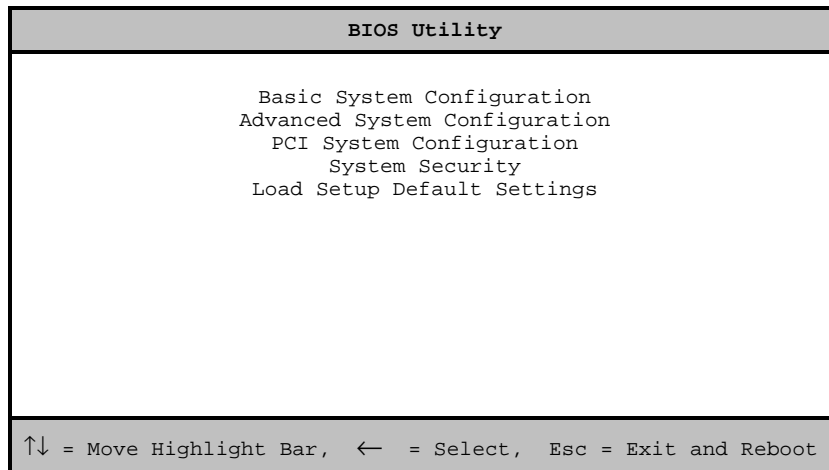 BIOS Utility
Basic System Configuration
Advanced System Configuration
PCI System Configuration
System Security
Load Setup Default Settings
↑↓ = Move Highlight Bar, ← = Select, Esc = Exit and Reboot